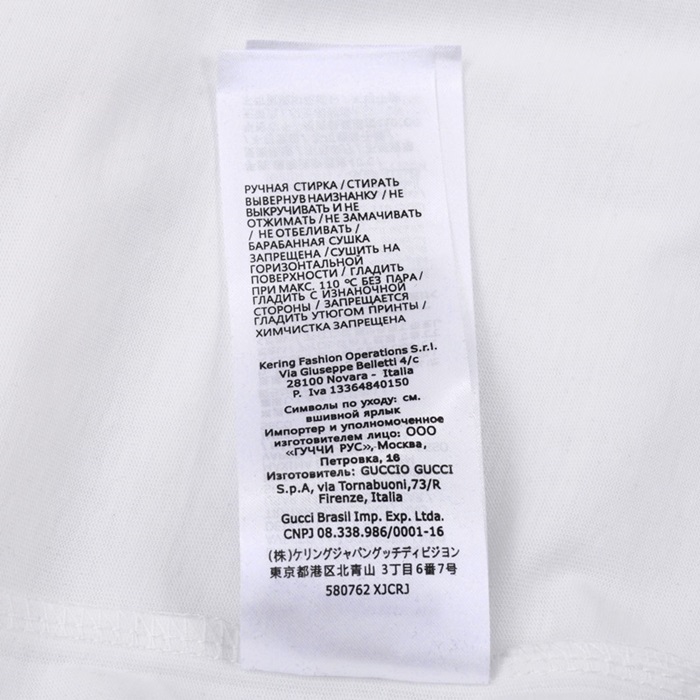 РУЧНАЯ СТИРКА / СТИРАТЬ
ВЫВЕРНУВ НАИЗНАНКУ / НЕ
ВЫКРУЧИВАТЬ И НЕ
ОТЖИМАТЬ / НЕ ЗАМАЧИВАТЬ
/ НЕ ОТБЕЛИВАТЬ /
БАРАБАННАЯ СУШКА
ЗАПРЕЩЕНА / СУШИТЬ НА
ГОРИЗОНТАЛЬНОЙ
ПОВЕРХНОСТИ / ГЛАДИТЬ
ПРИ МАКС. 110 °C БЕЗ ПАРА /
ГЛАДИТЬ С ИЗНАНОЧНОЙ
СТОРОНЫ / ЗАПРЕЩАЕТСЯ
ГЛАДИТЬ УТЮГОМ ПРИНТЫ /
ХИМЧИСТКА ЗАПРЕЩЕНА
Kering Fashion Operations S.r.l.
Via Giuseppe Belletti 4/c
28100 Novara - Italia
P. Iva 13364840150
Символы по уходу: см.
вшивной ярлык
Импортер и уполномоченное
изготовителем лицо: ООО
«ГУЧЧИ РУС», Москва,
Петровка, 16
Изготовитель: GUCCIO GUCCI
S.p.A, via Tornabuoni,73/R
Firenze, Italia
Gucci Brasil Imp. Exp. Ltda.
CNPJ 08.338.986/0001-16
(株)ケリングジャパングッチディビジョン
東京都港区北青山 3丁目6番7号
580762 XJCRJ